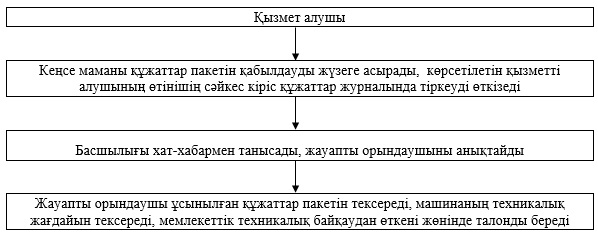 Қызмет алушы
Кеңсе маманы құжаттар пакетін қабылдауды жүзеге асырады, көрсетілетін қызметті
алушының өтінішің сәйкес кіріс құжаттар журналында тіркеуді өткізеді
Басшылығы хат-хабармен танысады, жауапты орындаушыны анықтайды
Жауапты орындаушы ұсынылған құжаттар пакетін тексереді, машинаның техникалық
жағдайын тексереді, мемлекеттік техникалық байқаудан өткені жөнінде талонды береді